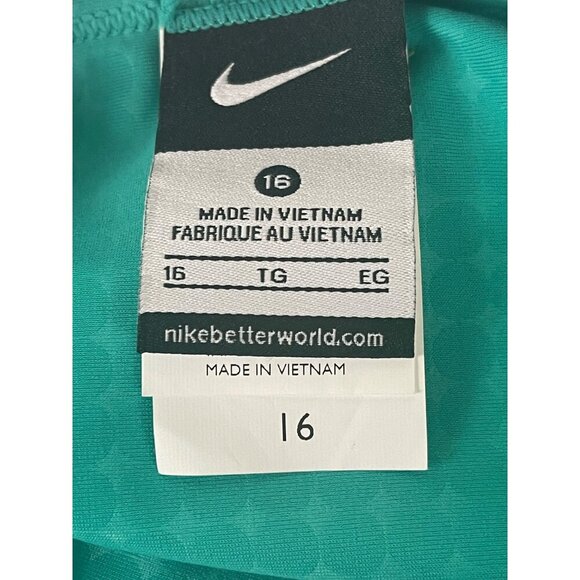 16
MADE IN VIETNAM
FABRIQUE AU VIETNAM
16 TG EG
nikebetterworld.com
MADE IN VIETNAM
16